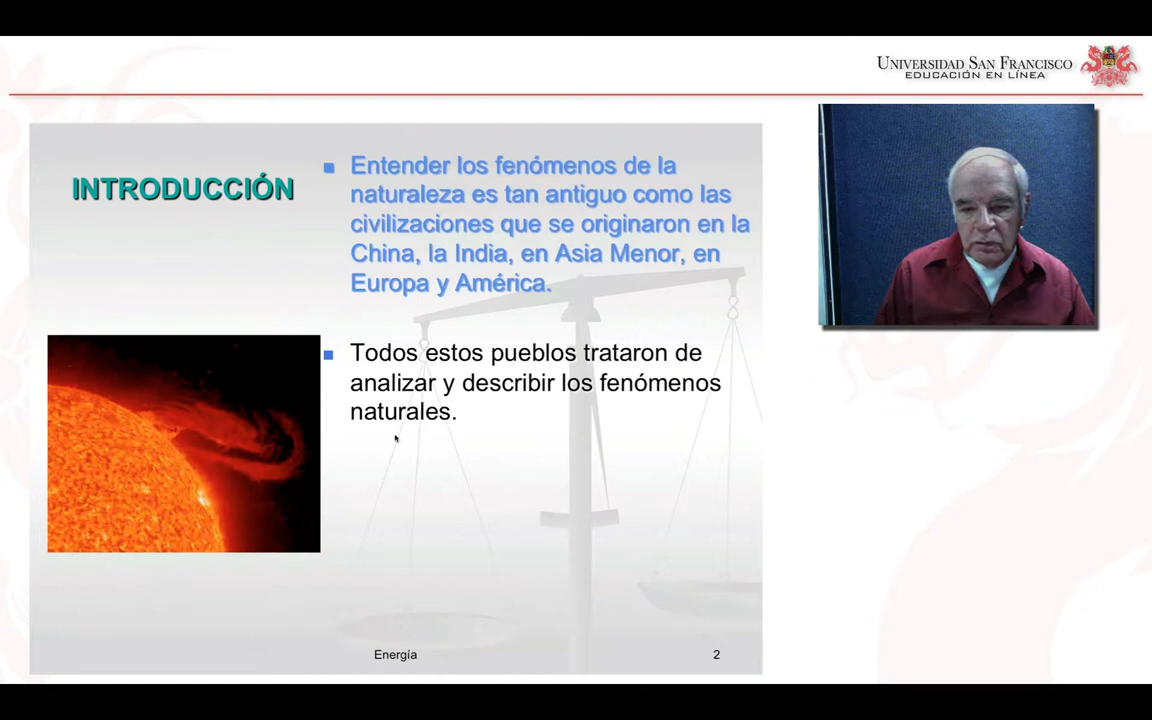 UNIVERSIDAD SAN FRANCISCO
EDUCACIÓN EN LÍNEA
INTRODUCCIÓN
Entender los fenómenos de la
naturaleza es tan antiguo como las
civilizaciones que se originaron en la
China, la India, en Asia Menor, en
Europa y América.
Todos estos pueblos trataron de
analizar y describir los fenómenos
naturales.
Energía
2